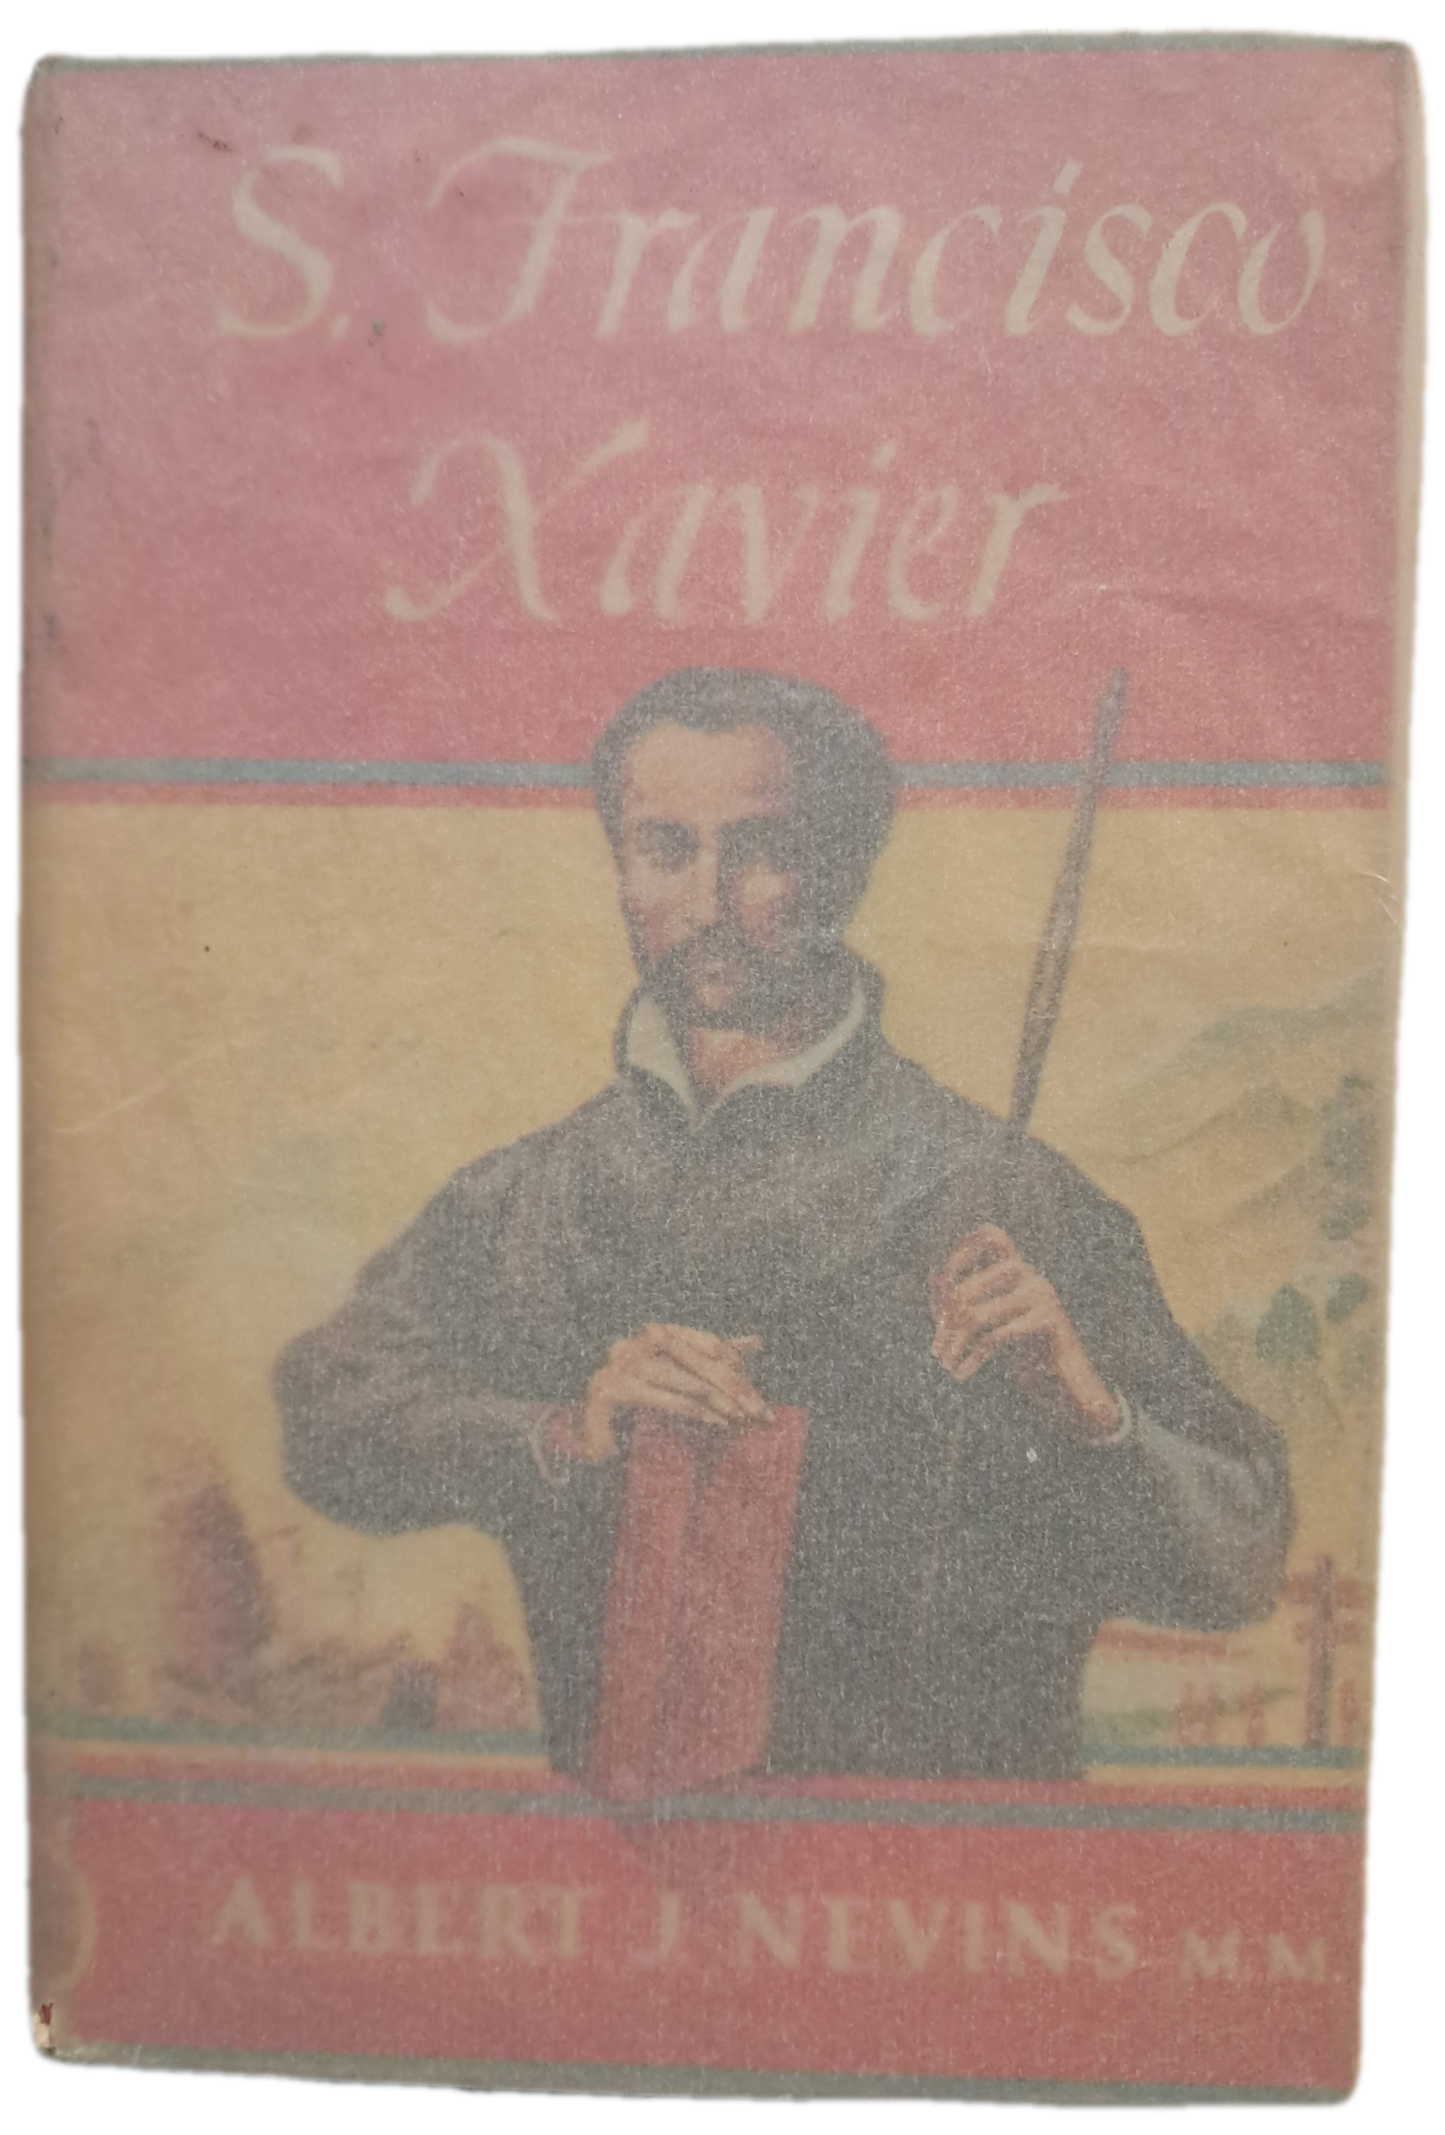 S. Francisco
Xavier
ALBERT J. NEVINS M.M.